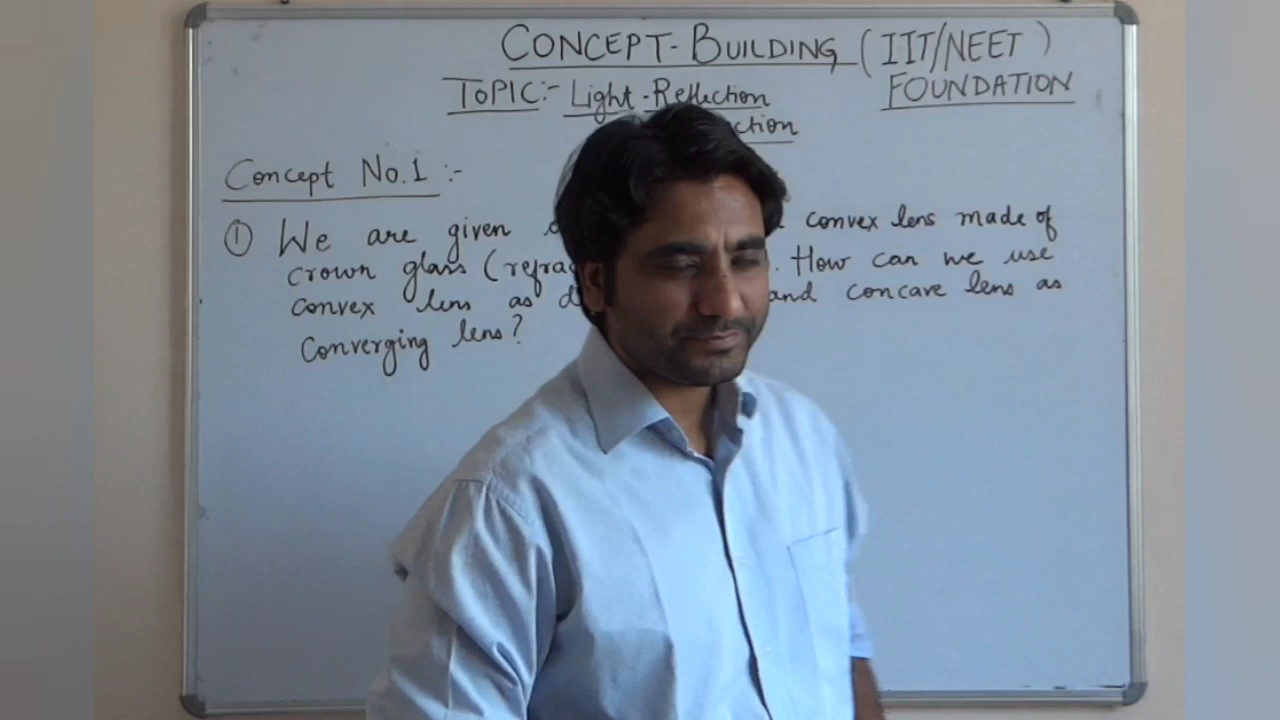 CONCEPT-BUILDING (IIT/NEET)
FOUNDATION
TOPIC:- Light-Reflection
Concept No.1:-
① We are given convex lens made of
crown glass How can we use
convex lens as and concave lens as
converging lens?